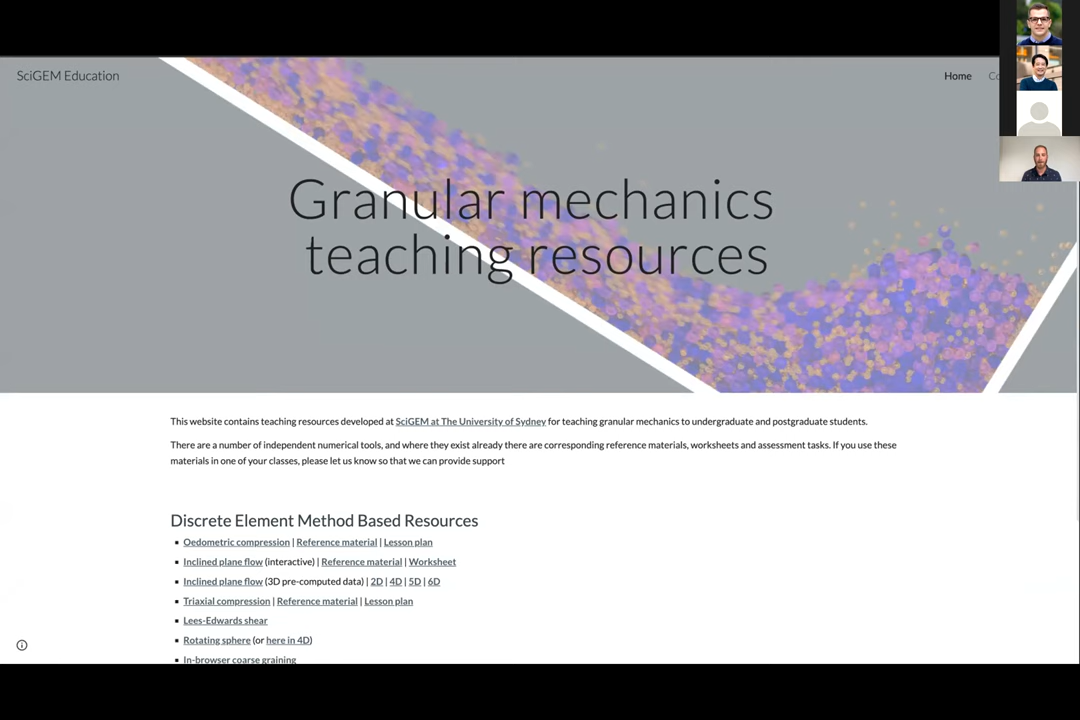 SciGEM Education
Home
Granular mechanics
teaching resources
This website contains teaching resources developed at SciGEM at The University of Sydney for teaching granular mechanics to undergraduate and postgraduate students.
There are a number of independent numerical tools, and where they exist already there are corresponding reference materials, worksheets and assessment tasks. If you use these
materials in one of your classes, please let us know so that we can provide support
Discrete Element Method Based Resources
▪ Oedometric compression | Reference material | Lesson plan
▪ Inclined plane flow (interactive) | Reference material | Worksheet
▪ Inclined plane flow (3D pre-computed data) | 2D | 4D | 5D | 6D
▪ Triaxial compression | Reference material | Lesson plan
▪ Lees-Edwards shear
▪ Rotating sphere (or here in 4D)
▪ In-browser coarse graining